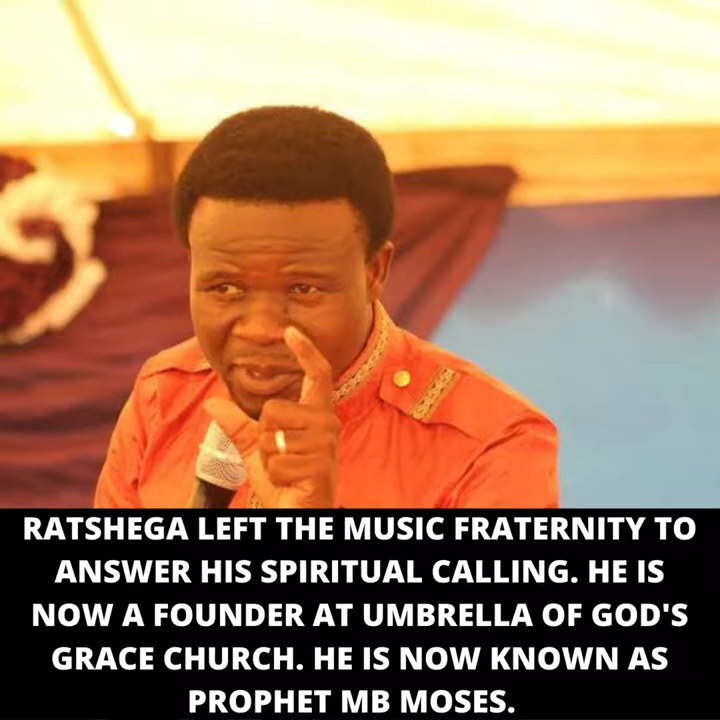 RATSHEGA LEFT THE MUSIC FRATERNITY TO
ANSWER HIS SPIRITUAL CALLING. HE IS
NOW A FOUNDER AT UMBRELLA OF GOD'S
GRACE CHURCH. HE IS NOW KNOWN AS
PROPHET MB MOSES.